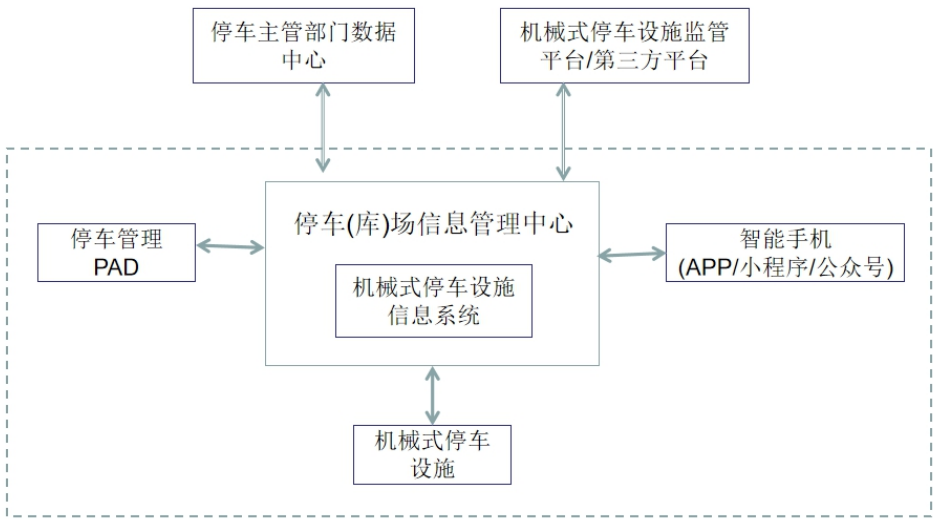 停车主管部门数据
中心
机械式停车设施监管
平台/第三方平台
停车(库)场信息管理中心
停车管理
PAD
智能手机
(APP/小程序/公众号)
机械式停车设施
信息系统
机械式停车
设施